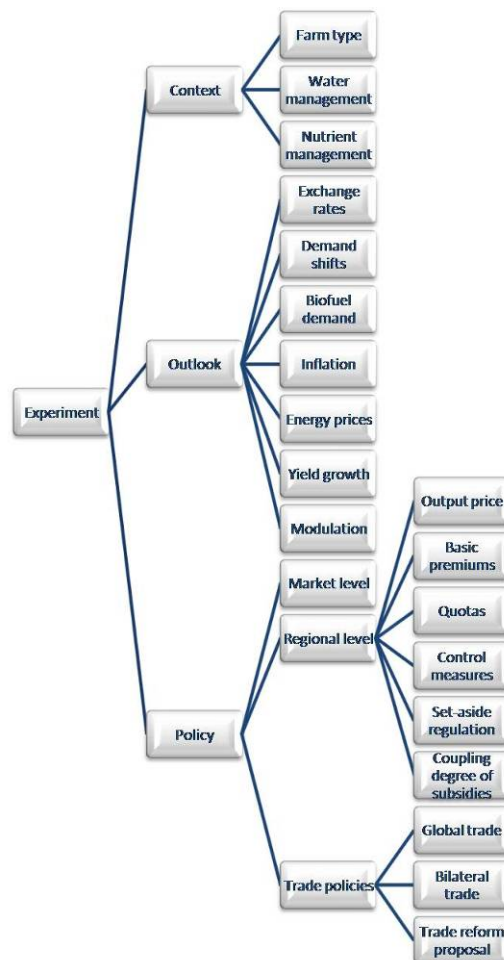 Experiment
Context
Farm type
Water
management
Nutrient
management
Outlook
Exchange
rates
Demand
shifts
Biofuel
demand
Inflation
Energy prices
Yield growth
Modulation
Policy
Market level
Regional level
Output price
Basic
premiums
Quotas
Control
measures
Set-aside
regulation
Coupling
degree of
subsidies
Trade policies
Global trade
Bilateral
trade
Trade reform
proposal